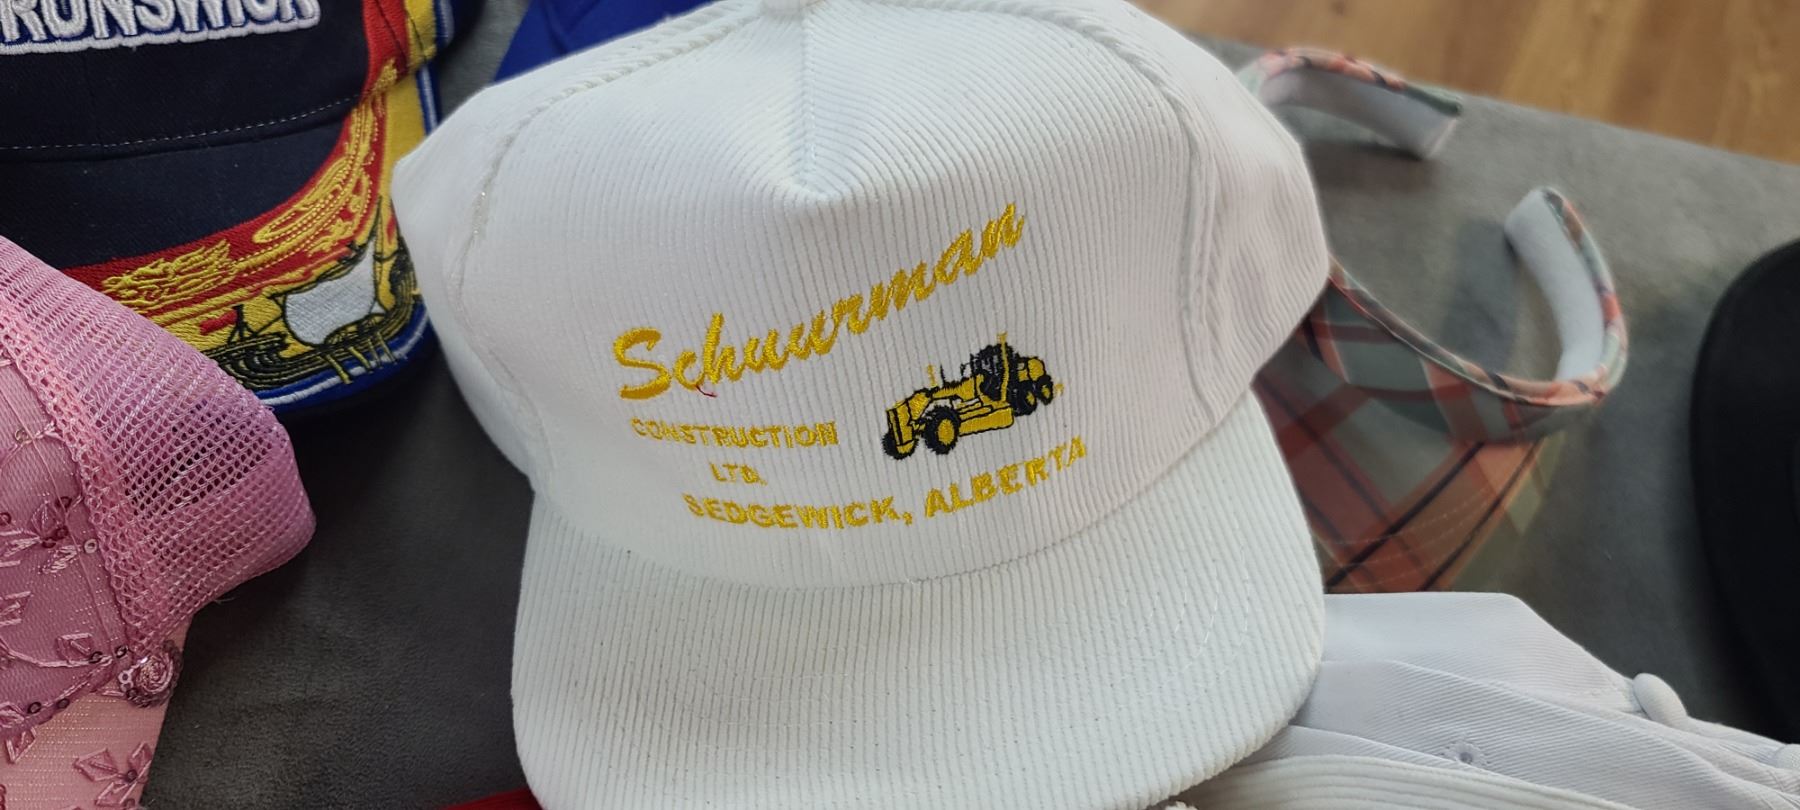 RUNSWICK
Schuurman
CONSTRUCTION
LTD.
SEDGEWICK, ALBERTA